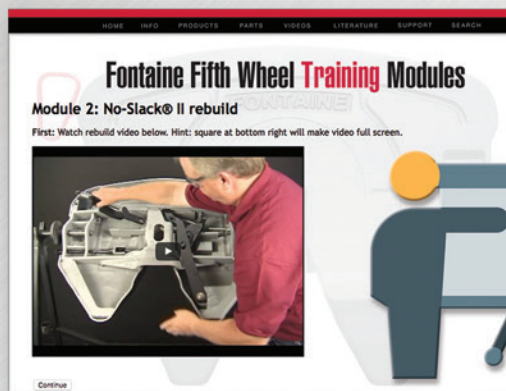 HOME INFO PRODUCTS PARTS VIDEOS LITERATURE SUPPORT SEARCH
FONTAINE
Fontaine Fifth Wheel Training Modules
Module 2: No-Slack® II rebuild
First: Watch rebuild video below. Hint: square at bottom right will make video full screen.
Continue